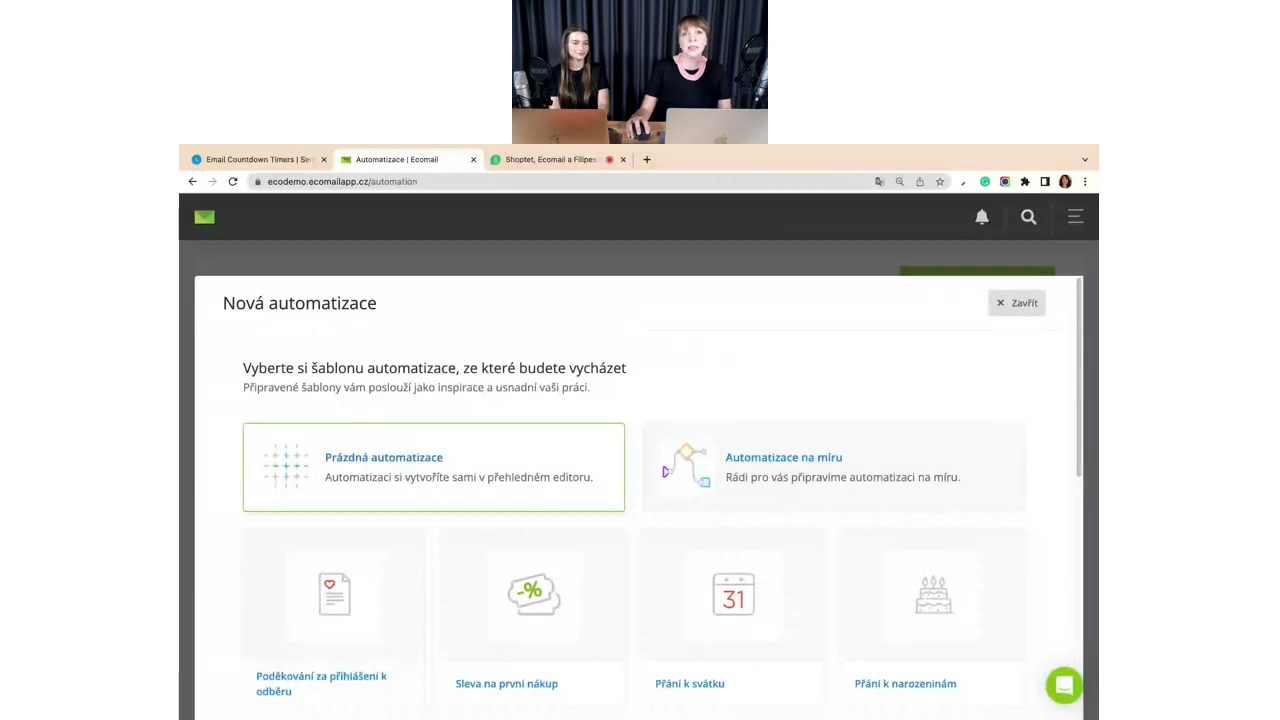 Email Countdown Timers | Sen
Automatizace | Ecomail
Shoptet, Ecomail a Filipes
ecodemo.ecomailapp.cz/automation
Nová automatizace
Zavřít
Vyberte si šablonu automatizace, ze které budete vycházet
Připravené šablony vám poslouží jako inspirace a usnadní vaši práci.
Prázdná automatizace
Automatizaci si vytvoříte sami v přehledném editoru.
Automatizace na míru
Rádi pro vás připravíme automatizaci na míru.
-%
31
Poděkování za přihlášení k
odběru
Sleva na první nákup
Přání k svátku
Přání k narozeninám